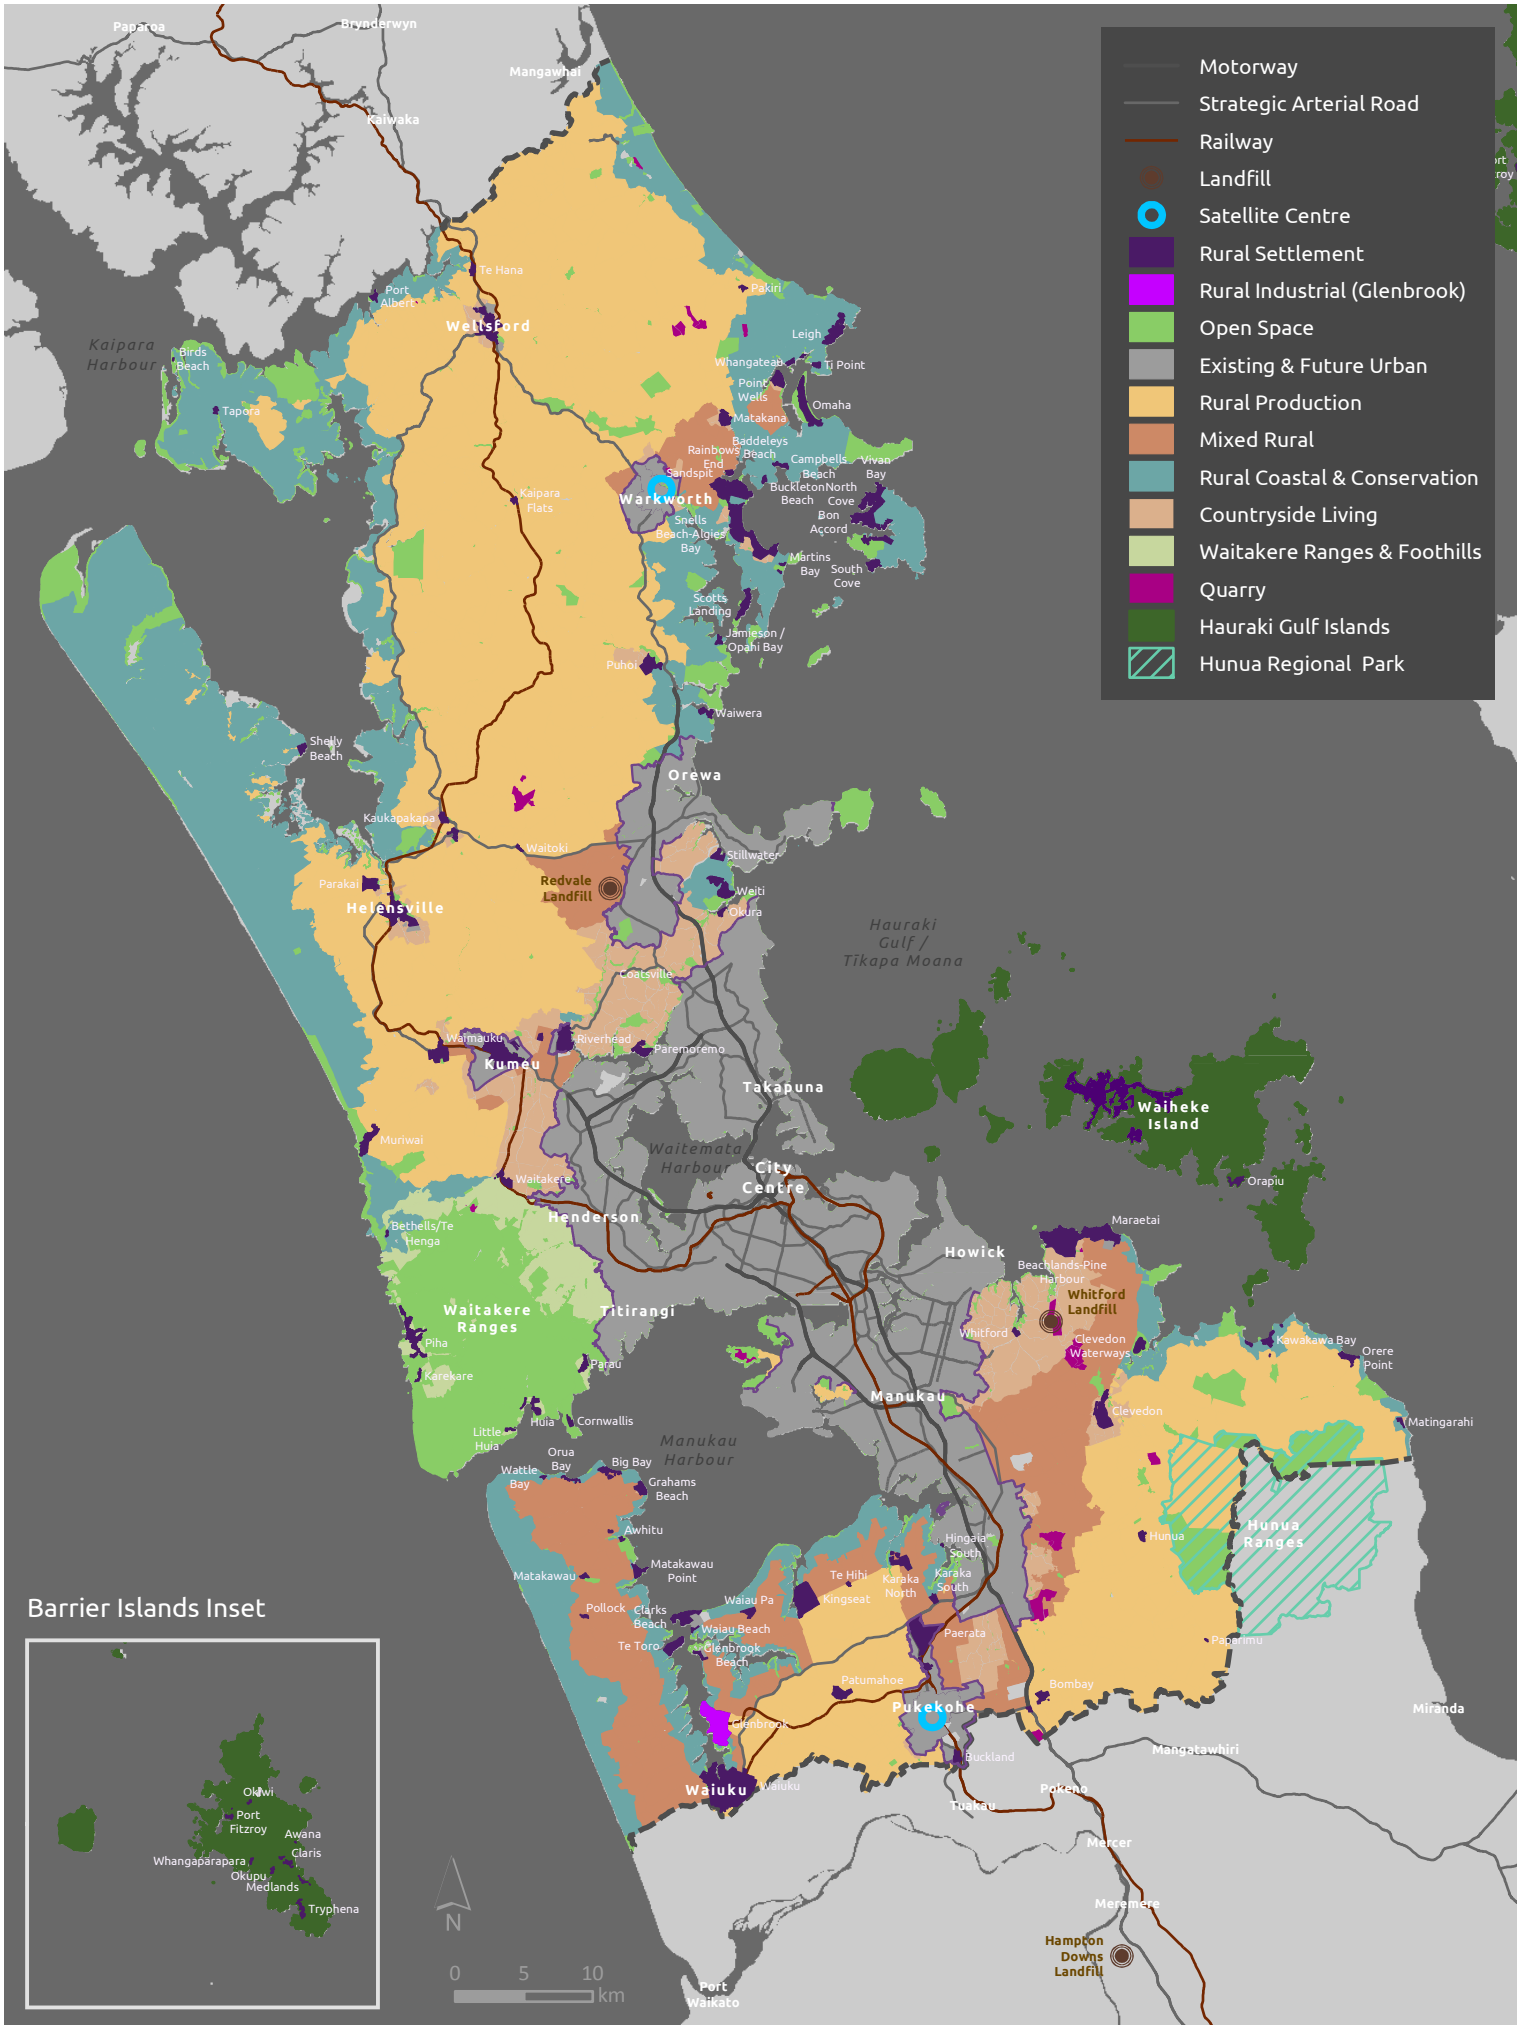 Paparoa
Brynderwyn
Mangawhai
Kaiwaka
Motorway
Strategic Arterial Road
Railway
Landfill
Satellite Centre
Rural Settlement
Rural Industrial (Glenbrook)
Open Space
Existing & Future Urban
Rural Production
Mixed Rural
Rural Coastal & Conservation
Countryside Living
Waitakere Ranges & Foothills
Quarry
Hauraki Gulf Islands
Hunua Regional Park
ort
roy
Te Hana
Port
Albert
Wellsford
Pakiri
Leigh
Kaipara
Harbour
Birds
Beach
Tapora
Whangateau
Ti Point
Point
Wells
Omaha
Matakana
Baddeleys
Beach
Rainbows
End
Sandspit
Campbells
Beach
Vivan
Bay
Buckleton
Beach
North
Cove
Bon
Accord
Warkworth
Kaipara
Flats
Snells
Beach-Algies
Bay
Martins
Bay
South
Cove
Scotts
Landing
Jamieson /
Opahi Bay
Puhoi
Waiwera
Shelly
Beach
Orewa
Kaukapakapa
Waitoki
Stillwater
Redvale
Landfill
Parakai
Weiti
Helensville
Okura
Hauraki
Gulf /
Tīkapa Moana
Coatsville
Waimauku
Riverhead
Paremoremo
Kumeu
Takapuna
Waiheke
Island
Muriwai
Waitemata
Harbour
City
Centre
Waitakere
Orapiu
Henderson
Bethells/Te
Henga
Maraetai
Howick
Beachlands-Pine
Harbour
Whitford
Landfill
Waitakere
Ranges
Titirangi
Whitford
Clevedon
Waterways
Kawakawa Bay
Orere
Point
Piha
Parau
Karekare
Manukau
Clevedon
Matingarahi
Huia
Cornwallis
Little
Huia
Manukau
Harbour
Orua
Bay
Big Bay
Wattle
Bay
Grahams
Beach
Awhitu
Hunua
Hunua
Ranges
Hingaia
South
Matakawau
Matakawau
Point
Te Hihi
Karaka
North
Karaka
South
Kingseat
Waiau Pa
Pollock
Clarks
Beach
Waiau Beach
Te Toro
Glenbrook
Beach
Paerata
Paparimu
Patumahoe
Bombay
Pukekohe
Glenbrook
Miranda
Mangatawhiri
Buckland
Waiuku
Waiuku
Pokeno
Tuakau
Mercer
Meremere
Hampton
Downs
Landfill
Port
Waikato
Barrier Islands Inset
Okiwi
Port
Fitzroy
Awana
Claris
Whangaparapara
Okupu
Medlands
Tryphena
N
0 5 10
km